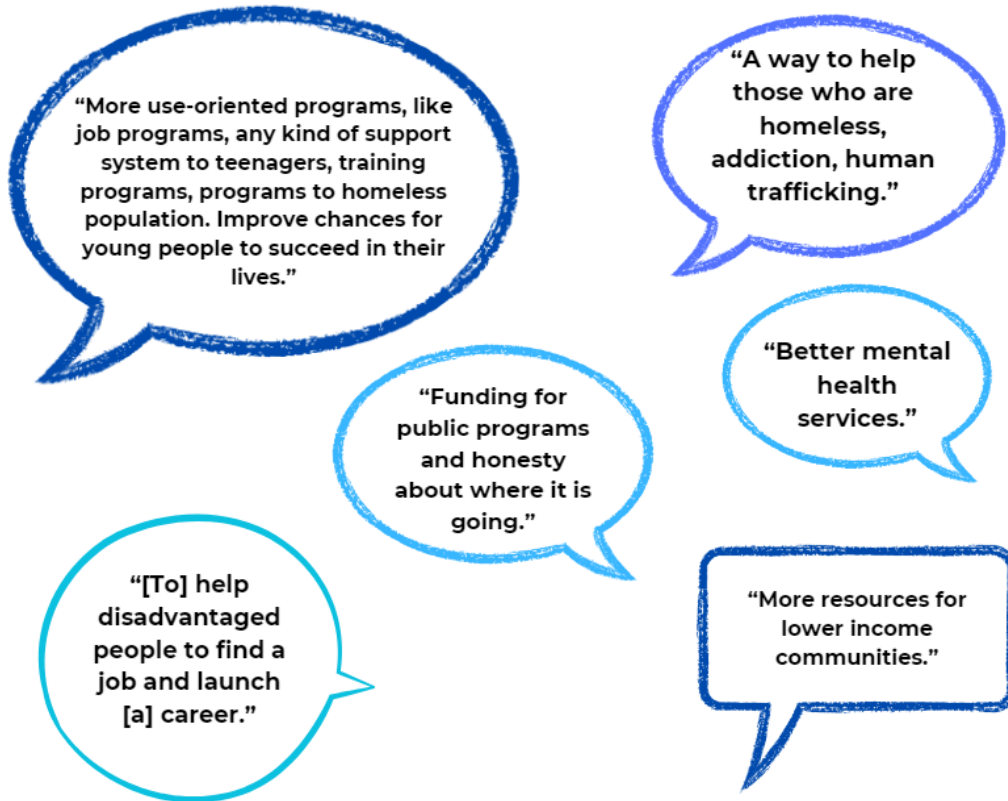 “More use-oriented programs, like
job programs, any kind of support
system to teenagers, training
programs, programs to homeless
population. Improve chances for
young people to succeed in their
lives.”
“A way to help
those who are
homeless,
addiction, human
trafficking.”
“Better mental
health
services.”
“Funding for
public programs
and honesty
about where it is
going.”
“[To] help
disadvantaged
people to find a
job and launch
[a] career.”
“More resources for
lower income
communities.”